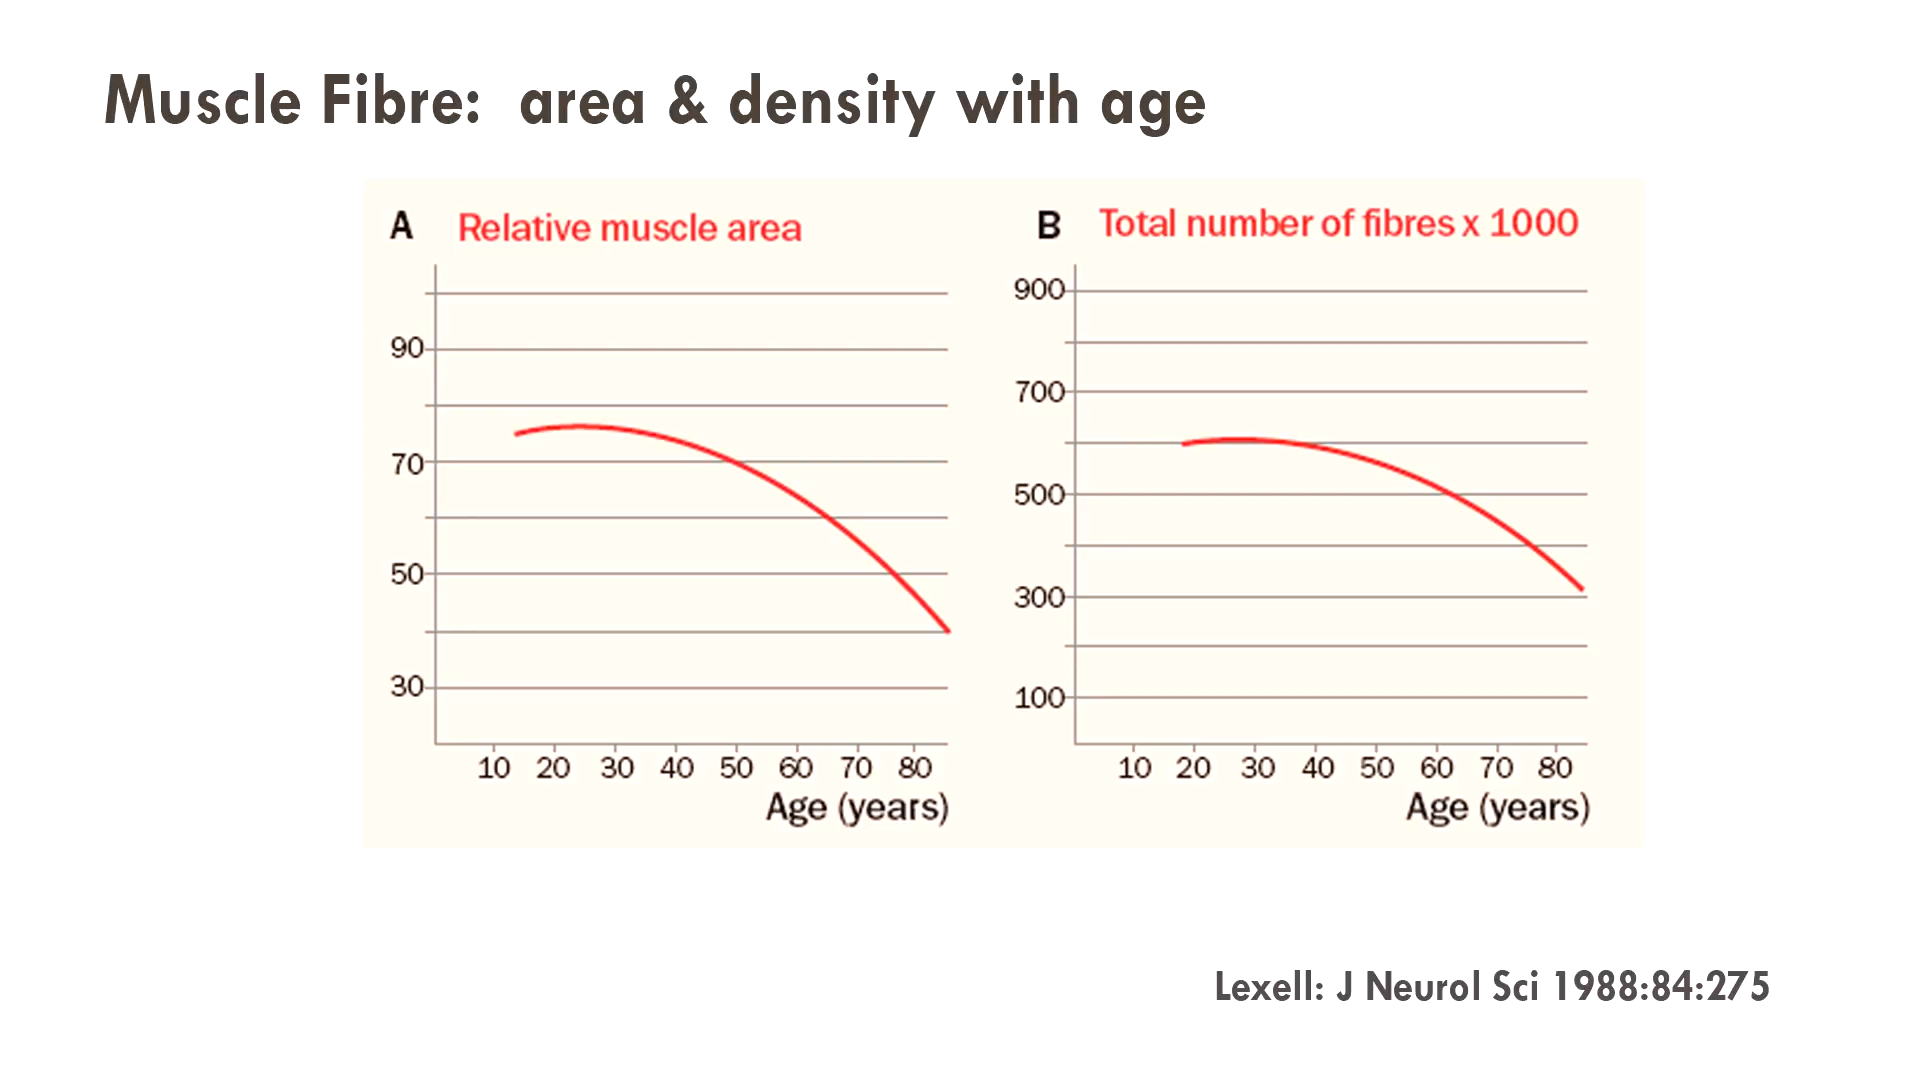 Muscle Fibre:  area & density with age
A Relative muscle area
90
70
50
30
10 20 30 40 50 60 70 80
Age (years)
B Total number of fibres x 1000
900
700
500
300
100
10 20 30 40 50 60 70 80
Age (years)
Lexell: J Neurol Sci 1988:84:275